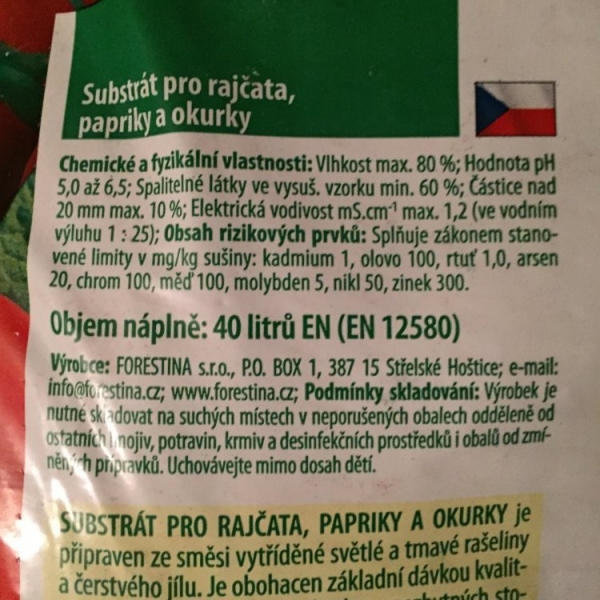 Substrát pro rajčata,
papriky a okurky
Chemické a fyzikální vlastnosti: Vlhkost max. 80 %; Hodnota pH
5,0 až 6,5; Spalitelné látky ve vysuš. vzorku min. 60 %; Částice nad
20 mm max. 10 %; Elektrická vodivost mS.cm⁻¹ max. 1,2 (ve vodním
výluhu 1 : 25); Obsah rizikových prvků: Splňuje zákonem stano-
vené limity v mg/kg sušiny: kadmium 1, olovo 100, rtuť 1,0, arsen
20, chrom 100, měď 100, molybden 5, nikl 50, zinek 300.
Objem náplně: 40 litrů EN (EN 12580)
Výrobce: FORESTINA s.r.o., P.O. BOX 1, 387 15 Střelské Hoštice; e-mail:
info@forestina.cz; www.forestina.cz; Podmínky skladování: Výrobek je
nutné skladovat na suchých místech v neporušených obalech odděleně od
ostatních hnojiv, potravin, krmiv a desinfekčních prostředků i obalů od zmí-
něných přípravků. Uchovávejte mimo dosah dětí.
SUBSTRÁT PRO RAJČATA, PAPRIKY A OKURKY je
připraven ze směsi vytříděné světlé a tmavé rašeliny
a čerstvého jílu. Je obohacen základní dávkou kvalit-
sto-